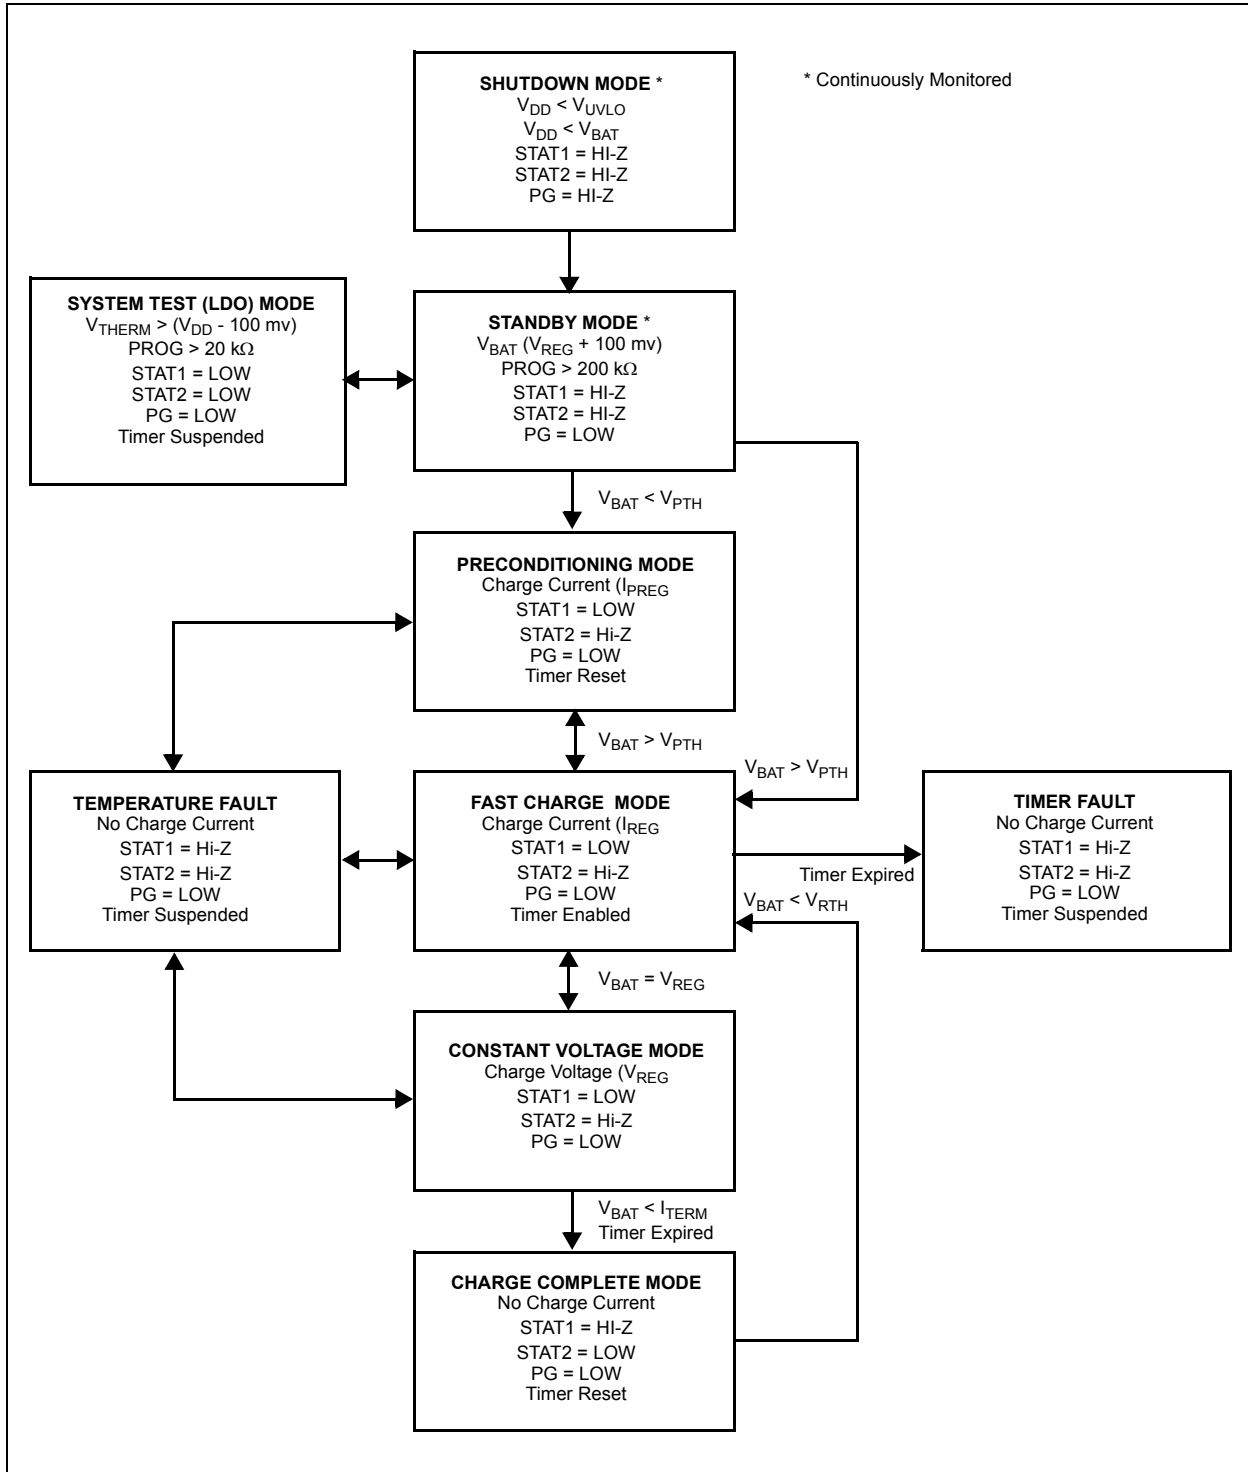 SHUTDOWN MODE *
V_DD < V_UVLO
V_DD < V_BAT
STAT1 = HI-Z
STAT2 = HI-Z
PG = HI-Z
* Continuously Monitored
SYSTEM TEST (LDO) MODE
V_THERM > (V_DD - 100 mv)
PROG > 20 kΩ
STAT1 = LOW
STAT2 = LOW
PG = LOW
Timer Suspended
STANDBY MODE *
V_BAT (V_REG + 100 mv)
PROG > 200 kΩ
STAT1 = HI-Z
STAT2 = HI-Z
PG = LOW
V_BAT < V_PTH
PRECONDITIONING MODE
Charge Current (I_PREG
STAT1 = LOW
STAT2 = Hi-Z
PG = LOW
Timer Reset
V_BAT > V_PTH
V_BAT > V_PTH
TEMPERATURE FAULT
No Charge Current
STAT1 = Hi-Z
STAT2 = Hi-Z
PG = LOW
Timer Suspended
FAST CHARGE MODE
Charge Current (I_REG
STAT1 = LOW
STAT2 = Hi-Z
PG = LOW
Timer Enabled
Timer Expired
V_BAT < V_RTH
TIMER FAULT
No Charge Current
STAT1 = Hi-Z
STAT2 = Hi-Z
PG = LOW
Timer Suspended
V_BAT = V_REG
CONSTANT VOLTAGE MODE
Charge Voltage (V_REG
STAT1 = LOW
STAT2 = Hi-Z
PG = LOW
V_BAT < I_TERM
Timer Expired
CHARGE COMPLETE MODE
No Charge Current
STAT1 = HI-Z
STAT2 = LOW
PG = LOW
Timer Reset